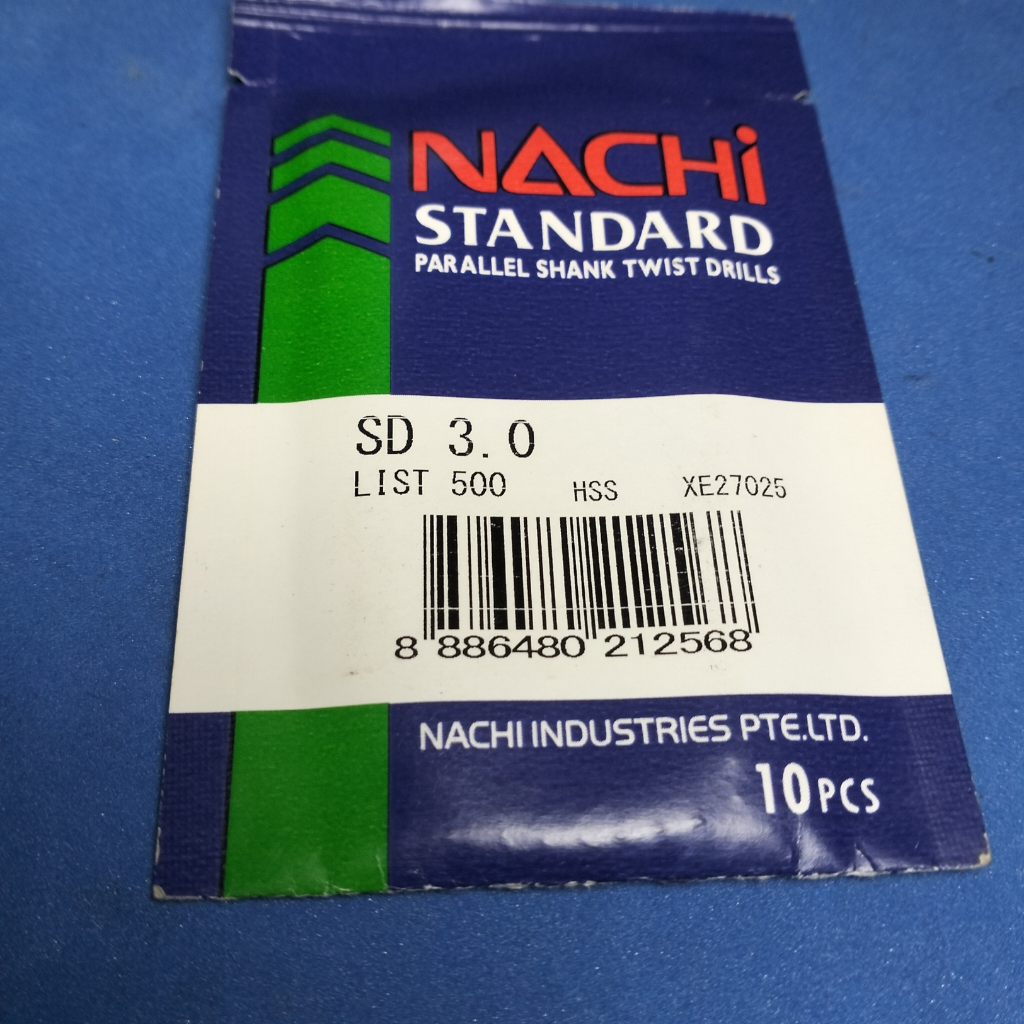 NACHi
STANDARD
PARALLEL SHANK TWIST DRILLS
SD 3.0
LIST 500 HSS XE27025
8 886480 212568
NACHI INDUSTRIES PTE.LTD.
10PCS